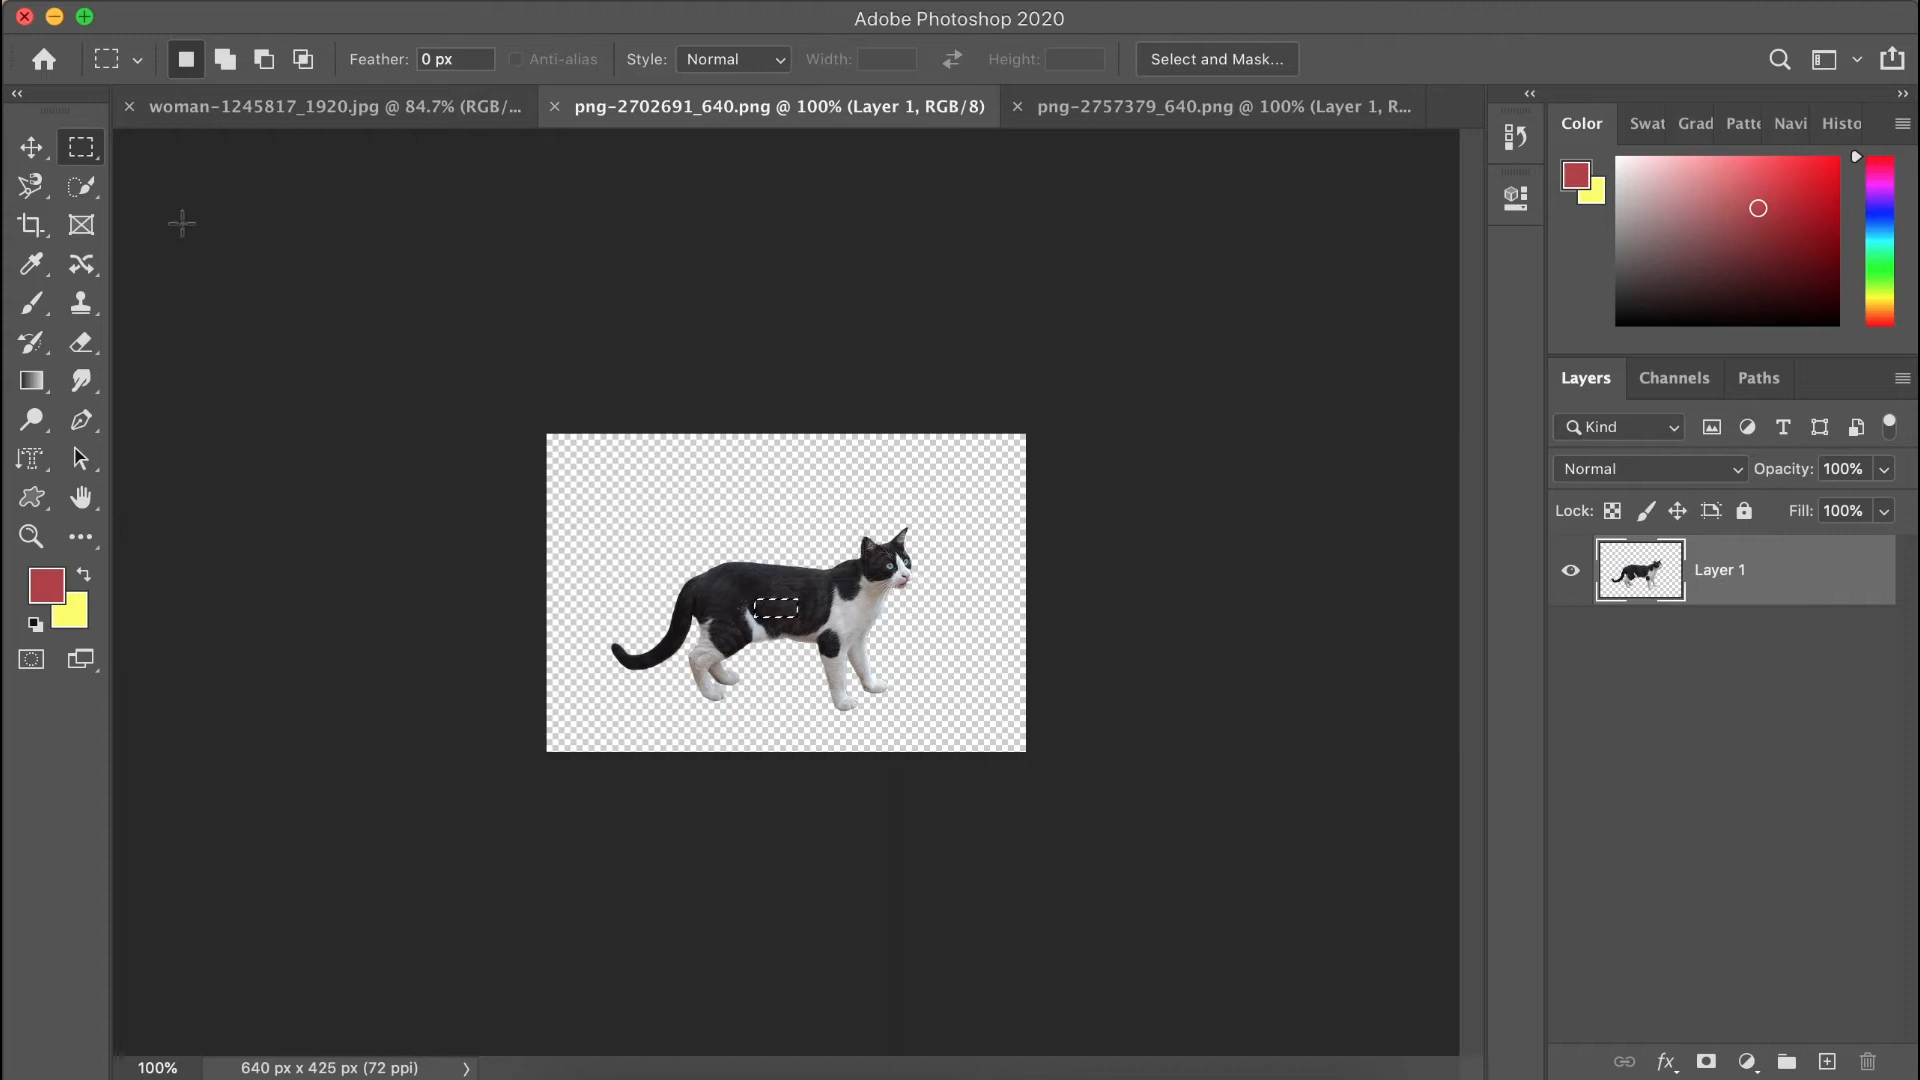 Adobe Photoshop 2020
Feather: 0 px Anti-alias Style: Normal Width: Height: Select and Mask...
woman-1245817_1920.jpg @ 84.7% (RGB/... png-2702691_640.png @ 100% (Layer 1, RGB/8) png-2757379_640.png @ 100% (Layer 1, R...
Color Swat Grad Patte Navi Histo
Layers Channels Paths
Kind
Normal Opacity: 100%
Lock: Fill: 100%
Layer 1
100% 640 px x 425 px (72 ppi)